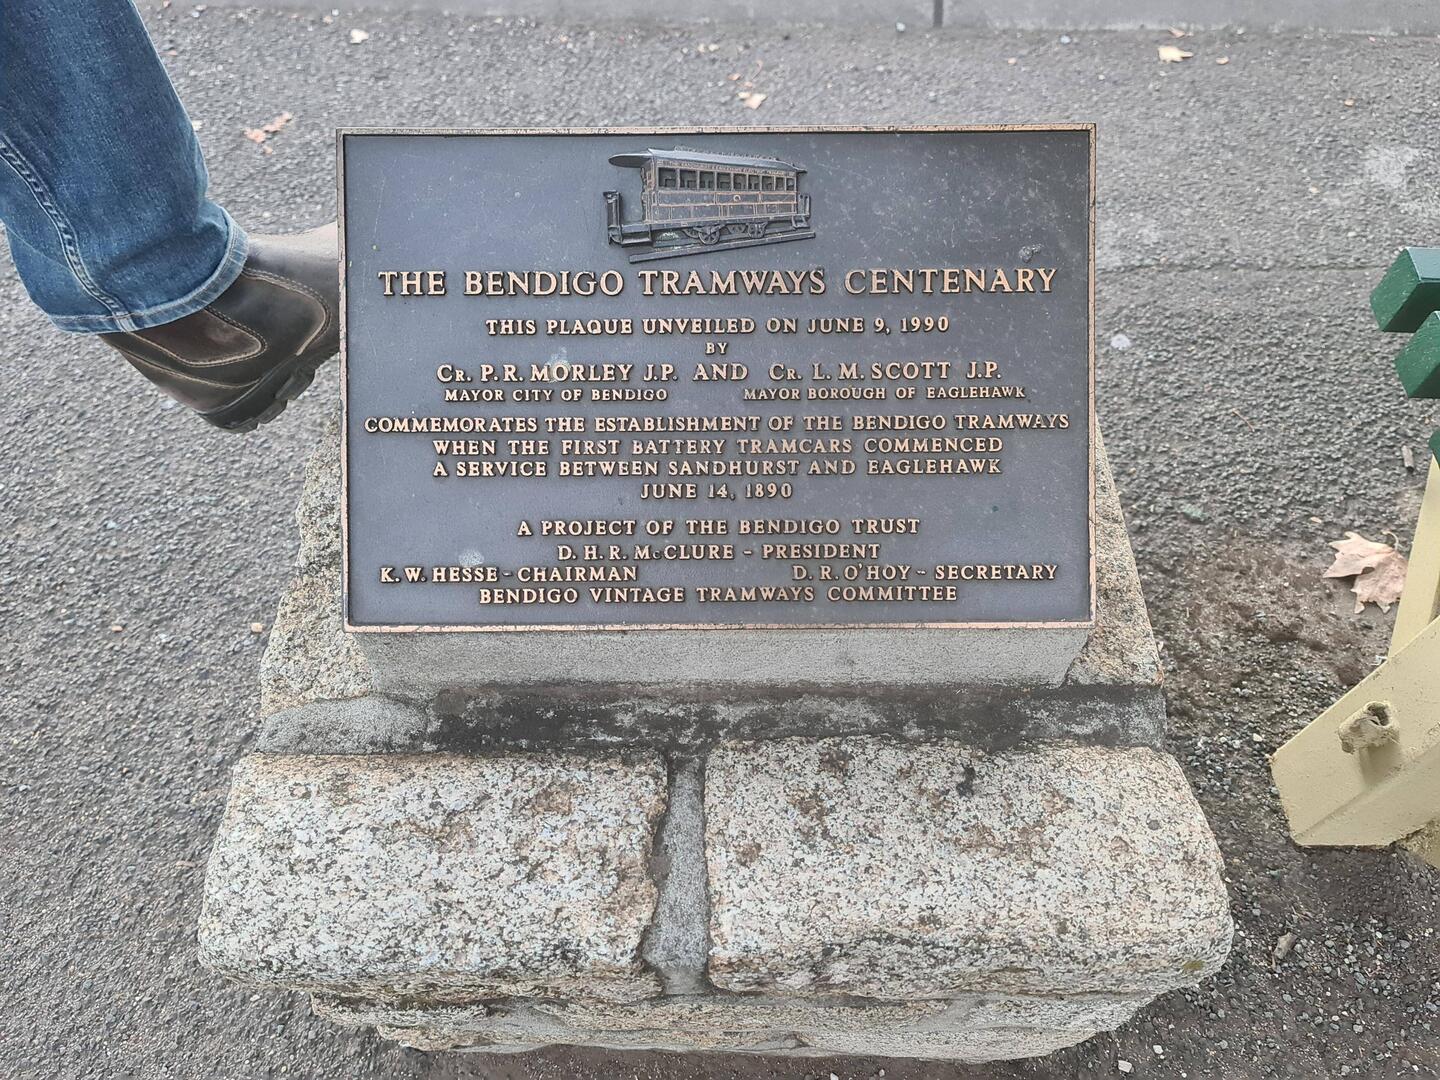 THE BENDIGO TRAMWAYS CENTENARY
THIS PLAQUE UNVEILED ON JUNE 9, 1990
BY
CR. P.R. MORLEY J.P. AND CR. L.M. SCOTT J.P.
MAYOR CITY OF BENDIGO MAYOR BOROUGH OF EAGLEHAWK
COMMEMORATES THE ESTABLISHMENT OF THE BENDIGO TRAMWAYS
WHEN THE FIRST BATTERY TRAMCARS COMMENCED
A SERVICE BETWEEN SANDHURST AND EAGLEHAWK
JUNE 14, 1890
A PROJECT OF THE BENDIGO TRUST
D.H.R. McCLURE - PRESIDENT
K.W. HESSE - CHAIRMAN D.R. O'HOY - SECRETARY
BENDIGO VINTAGE TRAMWAYS COMMITTEE